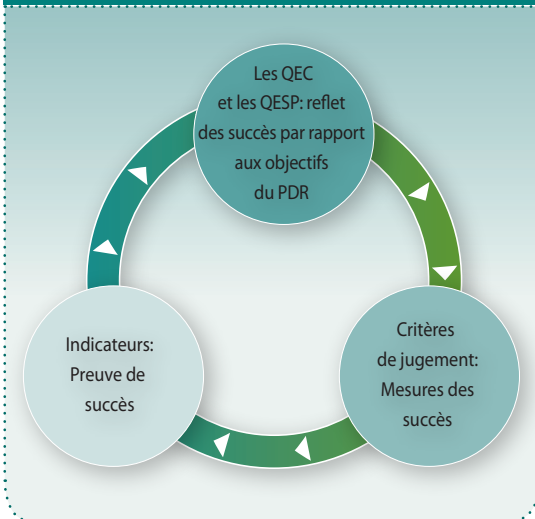 Les QEC
et les QESP: reflet
des succès par rapport
aux objectifs
du PDR
Indicateurs:
Preuve de
succès
Critères
de jugement:
Mesures des
succès